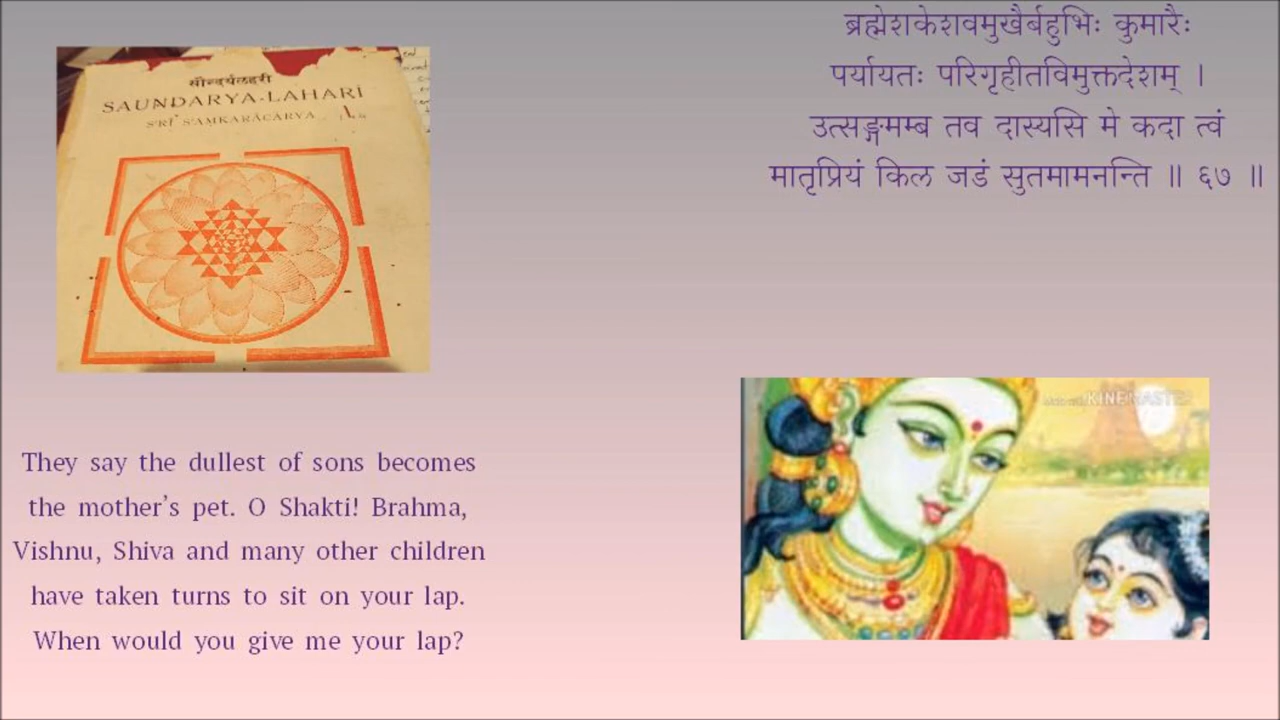 ब्रह्मेशकेशवमुखैर्बहुभिः कुमारैः
पर्यायतः परिगृहीतविमुक्तदेशम् ।
उत्सङ्गमम्ब तव दास्यसि मे कदा त्वं
मातृप्रियं किल जडं सुतमामनन्ति ॥ ६७ ॥
सौन्दर्यलहरी
SAUNDARYA-LAHARI
SRI SAMKARACARYA
Made with KINEMASTER
They say the dullest of sons becomes
the mother's pet. O Shakti! Brahma,
Vishnu, Shiva and many other children
have taken turns to sit on your lap.
When would you give me your lap?